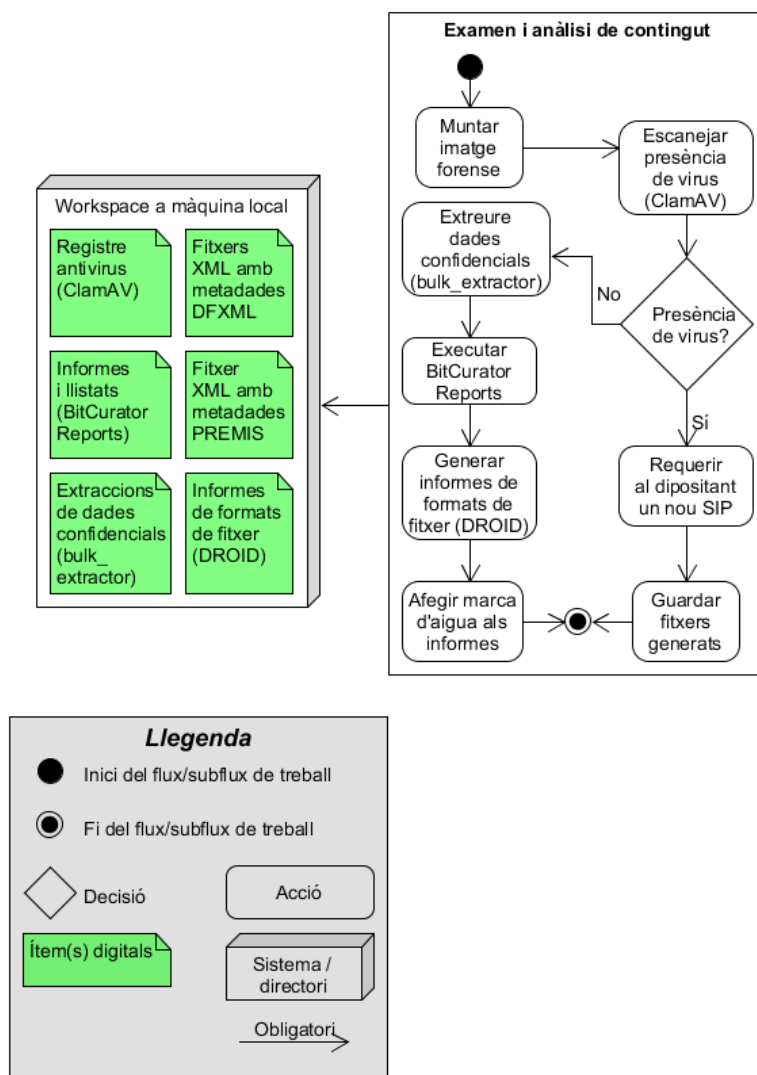 Examen i anàlisi de contingut
Muntar
imatge
forense
Escanejar
presència
de virus
(ClamAV)
Presència
de virus?
No
Sí
Extreure
dades
confidencials
(bulk_extractor)
Executar
BitCurator
Reports
Generar
informes de
formats de
fitxer (DROID)
Afegir marca
d'aigua als
informes
Requerir
al dipositant
un nou SIP
Guardar
fitxers
generats
Workspace a màquina local
Registre
antivirus
(ClamAV)
Fitxers
XML amb
metadades
DFXML
Informes
i llistats
(BitCurator
Reports)
Fitxer
XML amb
metadades
PREMIS
Extraccions
de dades
confidencials
(bulk_
extractor)
Informes
de formats
de fitxer
(DROID)
Llegenda
Inici del flux/subflux de treball
Fi del flux/subflux de treball
Decisió
Acció
Ítem(s) digitals
Sistema /
directori
Obligatori